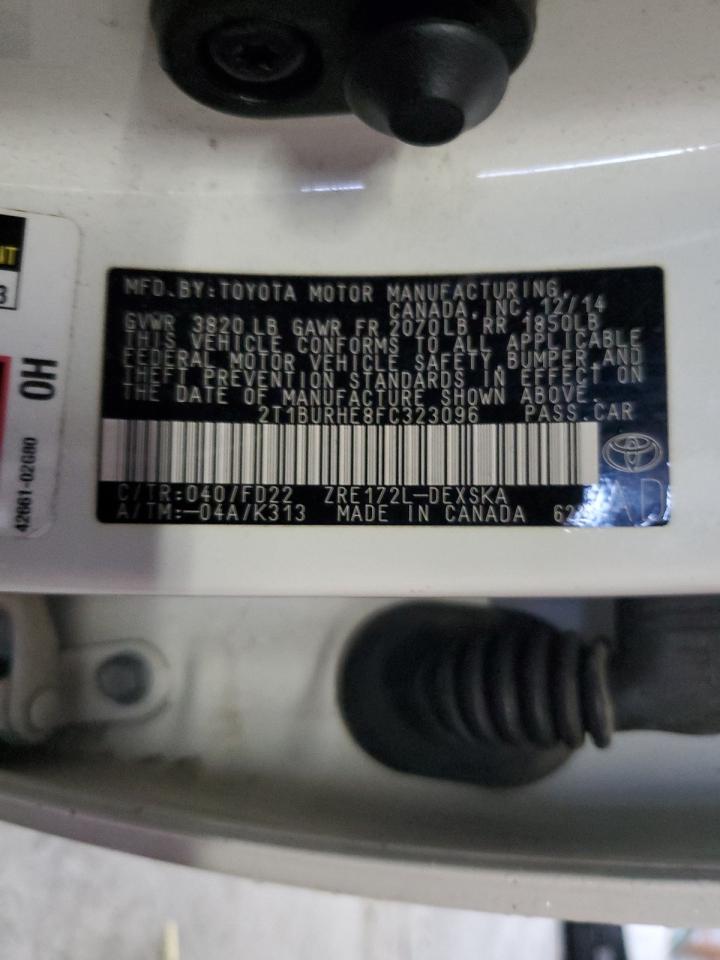 MFD.BY:TOYOTA MOTOR MANUFACTURING,
CANADA,INC. 12/14
GVWR 3820 LB GAWR FR 2070LB RR 1850LB
THIS VEHICLE CONFORMS TO ALL APPLICABLE
FEDERAL MOTOR VEHICLE SAFETY,BUMPER,AND
THEFT PREVENTION STANDARDS IN EFFECT ON
THE DATE OF MANUFACTURE SHOWN ABOVE.
2T1BURHE8FC323096 PASS.CAR
C/TR:040/FD22 ZRE172L-DEXSKA
A/TM:-04A/K313 MADE IN CANADA
OH
42661-02G80